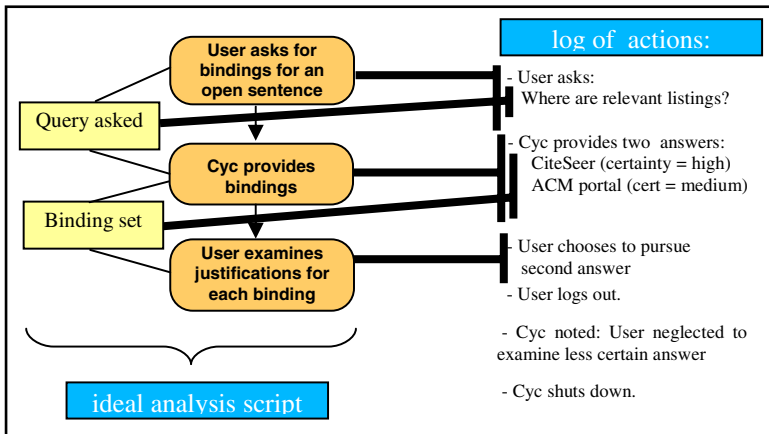 User asks for
bindings for an
open sentence
Query asked
Cyc provides
bindings
Binding set
User examines
justifications for
each binding
ideal analysis script
log of actions:
- User asks:
Where are relevant listings?
- Cyc provides two answers:
CiteSeer (certainty = high)
ACM portal (cert = medium)
- User chooses to pursue
second answer
- User logs out.
- Cyc noted: User neglected to
examine less certain answer
- Cyc shuts down.